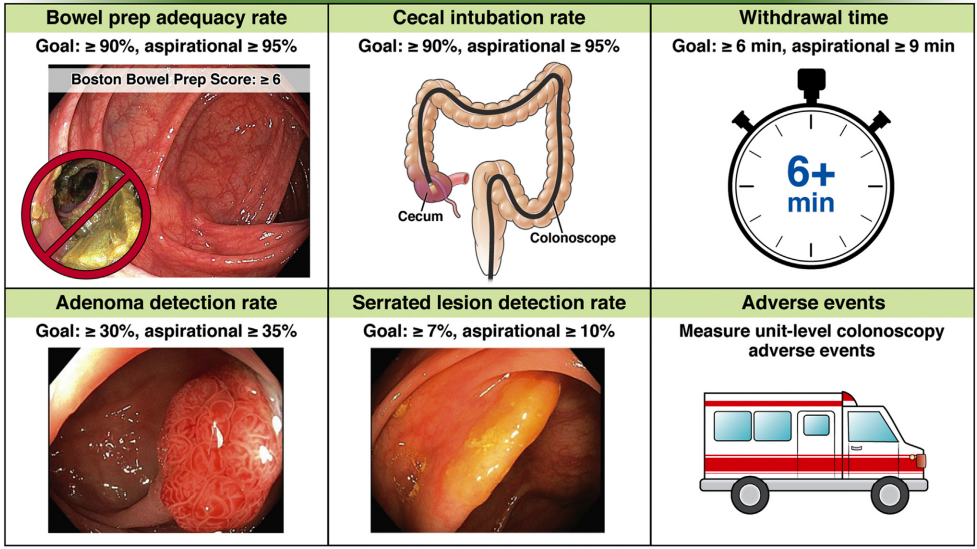 Bowel prep adequacy rate
Goal: ≥ 90%, aspirational ≥ 95%
Boston Bowel Prep Score: ≥ 6
Cecal intubation rate
Goal: ≥ 90%, aspirational ≥ 95%
Cecum
Colonoscope
Withdrawal time
Goal: ≥ 6 min, aspirational ≥ 9 min
6+
min
Adenoma detection rate
Goal: ≥ 30%, aspirational ≥ 35%
Serrated lesion detection rate
Goal: ≥ 7%, aspirational ≥ 10%
Adverse events
Measure unit-level colonoscopy
adverse events